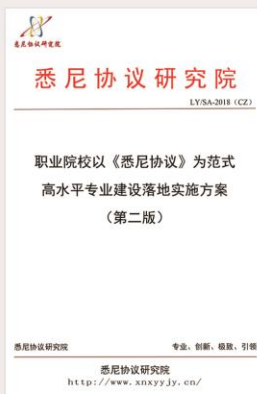 悉尼协议研究院
悉尼协议研究院
LY/SA-2018（CZ）
职业院校以《悉尼协议》为范式
高水平专业建设落地实施方案
（第二版）
悉尼协议研究院 专业、创新、极致、引领
悉尼协议研究院
http://www.xnxyyjy.cn/